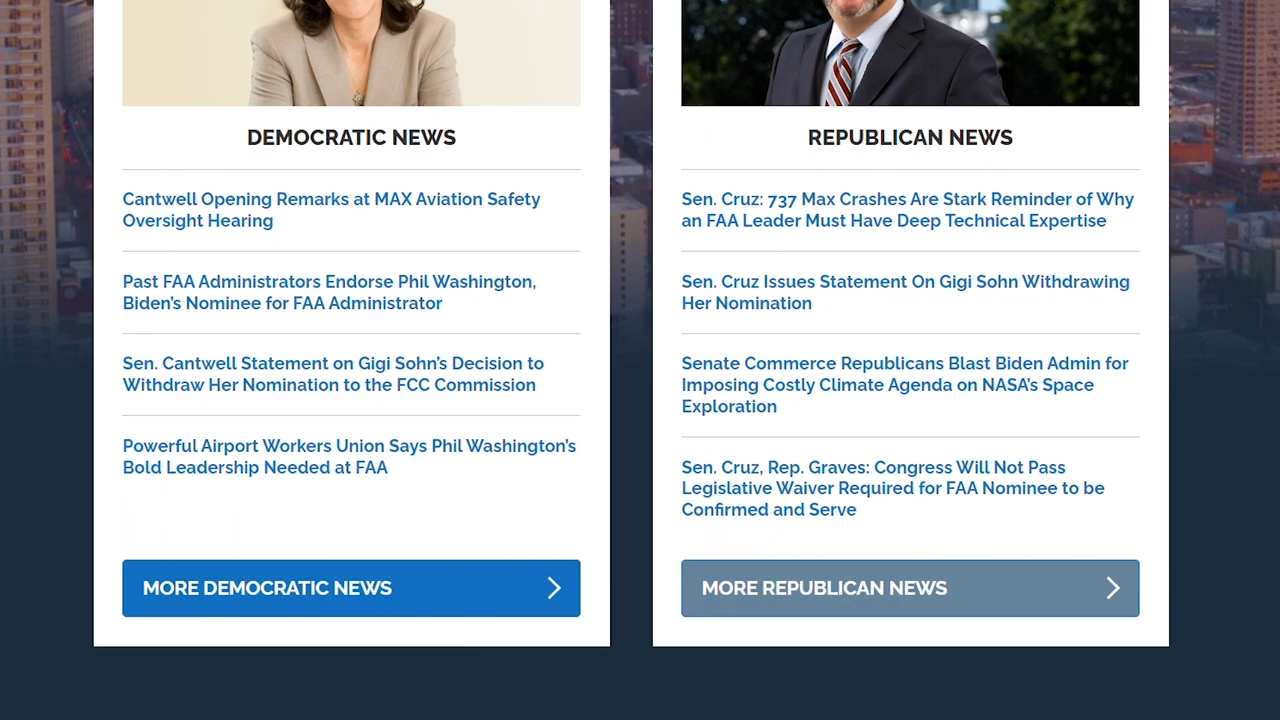 DEMOCRATIC NEWS
Cantwell Opening Remarks at MAX Aviation Safety
Oversight Hearing
Past FAA Administrators Endorse Phil Washington,
Biden's Nominee for FAA Administrator
Sen. Cantwell Statement on Gigi Sohn's Decision to
Withdraw Her Nomination to the FCC Commission
Powerful Airport Workers Union Says Phil Washington's
Bold Leadership Needed at FAA
MORE DEMOCRATIC NEWS
REPUBLICAN NEWS
Sen. Cruz: 737 Max Crashes Are Stark Reminder of Why
an FAA Leader Must Have Deep Technical Expertise
Sen. Cruz Issues Statement On Gigi Sohn Withdrawing
Her Nomination
Senate Commerce Republicans Blast Biden Admin for
Imposing Costly Climate Agenda on NASA's Space
Exploration
Sen. Cruz, Rep. Graves: Congress Will Not Pass
Legislative Waiver Required for FAA Nominee to be
Confirmed and Serve
MORE REPUBLICAN NEWS